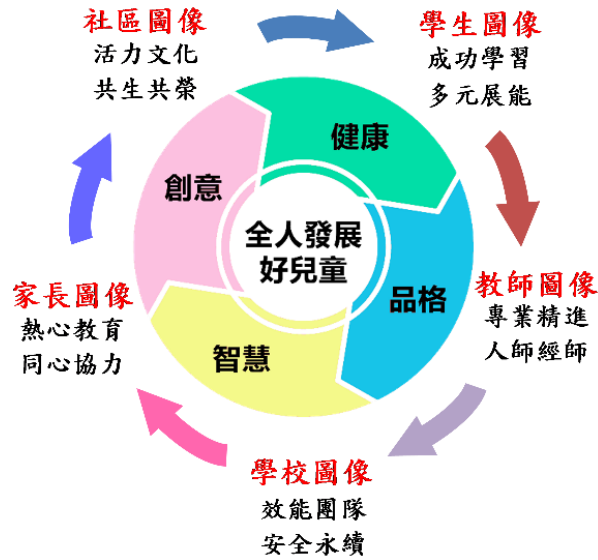 社區圖像
活力文化
共生共榮
學生圖像
成功學習
多元展能
健康
創意
全人發展
好兒童
品格
智慧
教師圖像
專業精進
人師經師
家長圖像
熱心教育
同心協力
學校圖像
效能團隊
安全永續